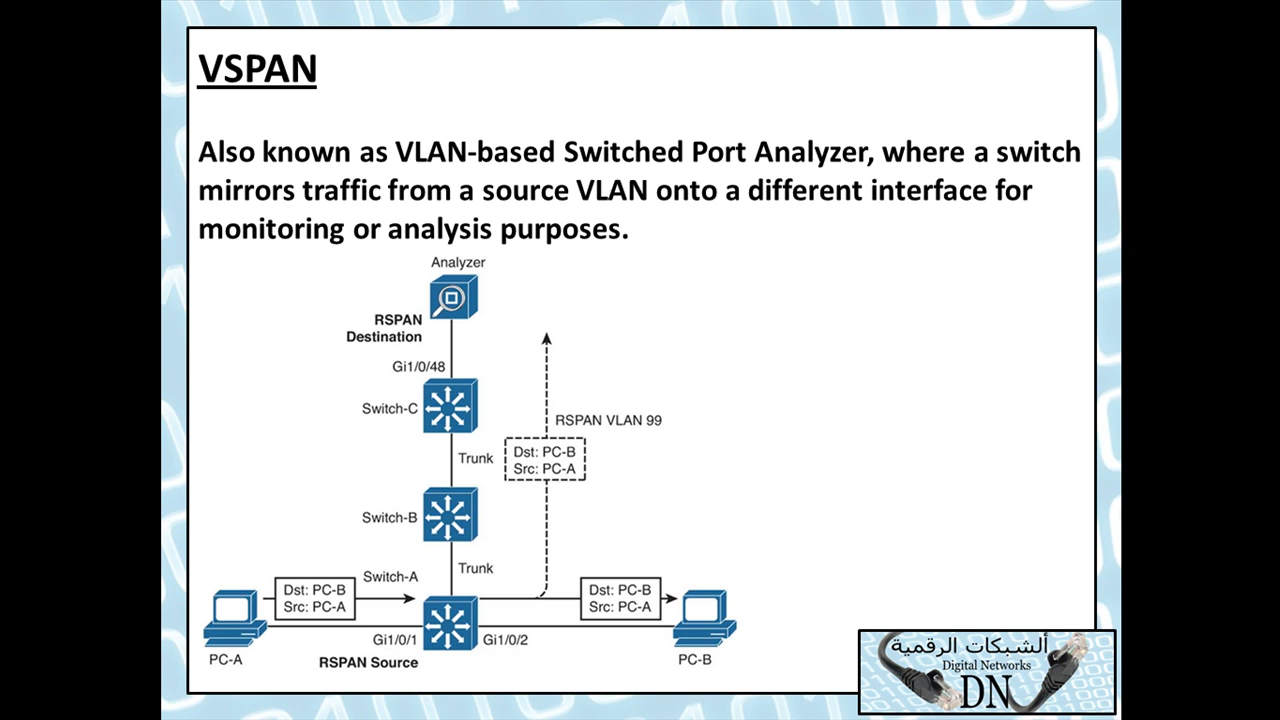 VSPAN
Also known as VLAN-based Switched Port Analyzer, where a switch
mirrors traffic from a source VLAN onto a different interface for
monitoring or analysis purposes.
Analyzer
RSPAN
Destination
Gi1/0/48
Switch-C
RSPAN VLAN 99
Trunk
Dst: PC-B
Src: PC-A
Switch-B
Trunk
Switch-A
Dst: PC-B
Src: PC-A
Dst: PC-B
Src: PC-A
Gi1/0/1
Gi1/0/2
PC-A
RSPAN Source
PC-B
ألشبكات الرقمية
Digital Networks
DN